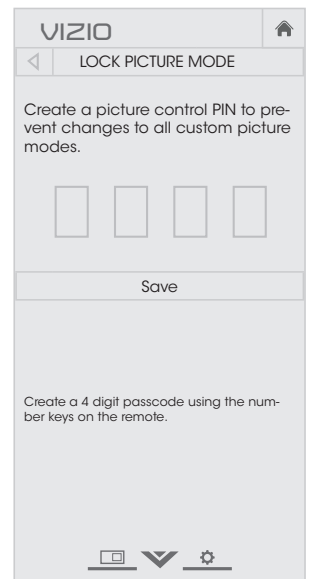 VIZIO
LOCK PICTURE MODE
Create a picture control PIN to pre-
vent changes to all custom picture
modes.
Save
Create a 4 digit passcode using the num-
ber keys on the remote.